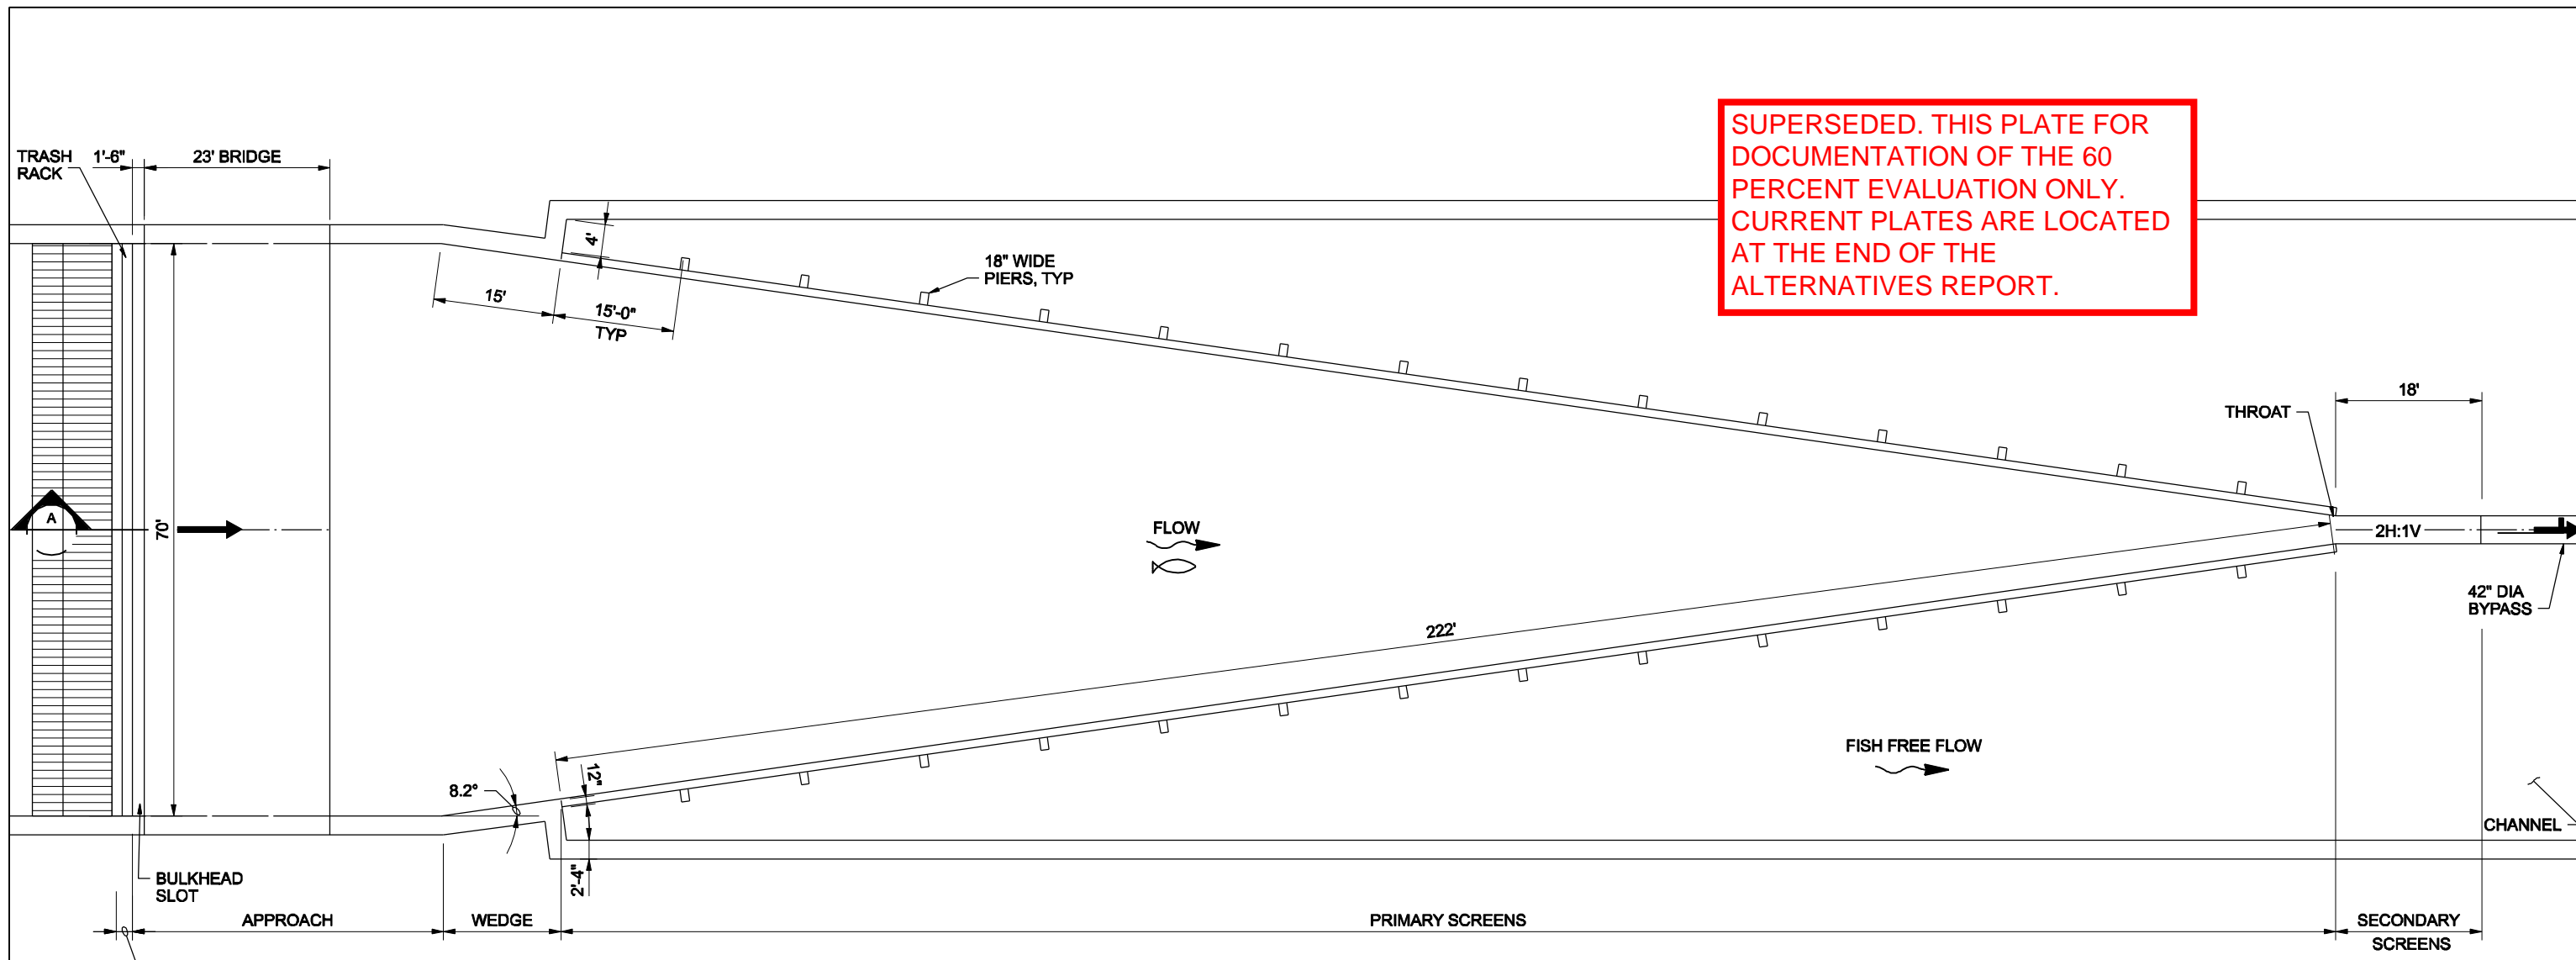 SUPERSEDED. THIS PLATE FOR
DOCUMENTATION OF THE 60
PERCENT EVALUATION ONLY.
CURRENT PLATES ARE LOCATED
AT THE END OF THE
ALTERNATIVES REPORT.
TRASH
RACK
1'-6"
23' BRIDGE
4'
18" WIDE
PIERS, TYP
15'
15'-0"
TYP
18'
THROAT
A
70'
FLOW
2H:1V
42" DIA
BYPASS
222'
FISH FREE FLOW
12"
8.2°
CHANNEL
2'-4"
BULKHEAD
SLOT
APPROACH
WEDGE
PRIMARY SCREENS
SECONDARY
SCREENS